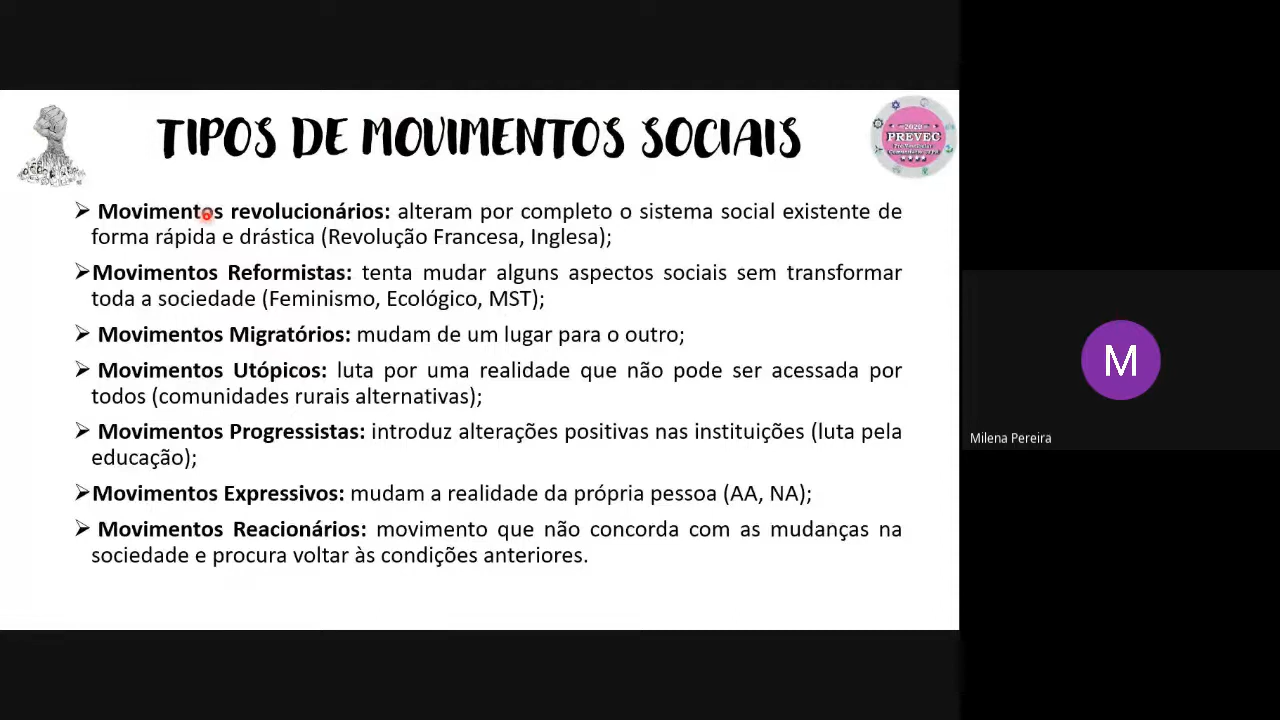 TIPOS DE MOVIMENTOS SOCIAIS
2020
PREVEC
➢ Movimentos revolucionários: alteram por completo o sistema social existente de
forma rápida e drástica (Revolução Francesa, Inglesa);
➢Movimentos Reformistas: tenta mudar alguns aspectos sociais sem transformar
toda a sociedade (Feminismo, Ecológico, MST);
➢ Movimentos Migratórios: mudam de um lugar para o outro;
➢ Movimentos Utópicos: luta por uma realidade que não pode ser acessada por
todos (comunidades rurais alternativas);
➢ Movimentos Progressistas: introduz alterações positivas nas instituições (luta pela
educação);
➢Movimentos Expressivos: mudam a realidade da própria pessoa (AA, NA);
➢ Movimentos Reacionários: movimento que não concorda com as mudanças na
sociedade e procura voltar às condições anteriores.
M
Milena Pereira